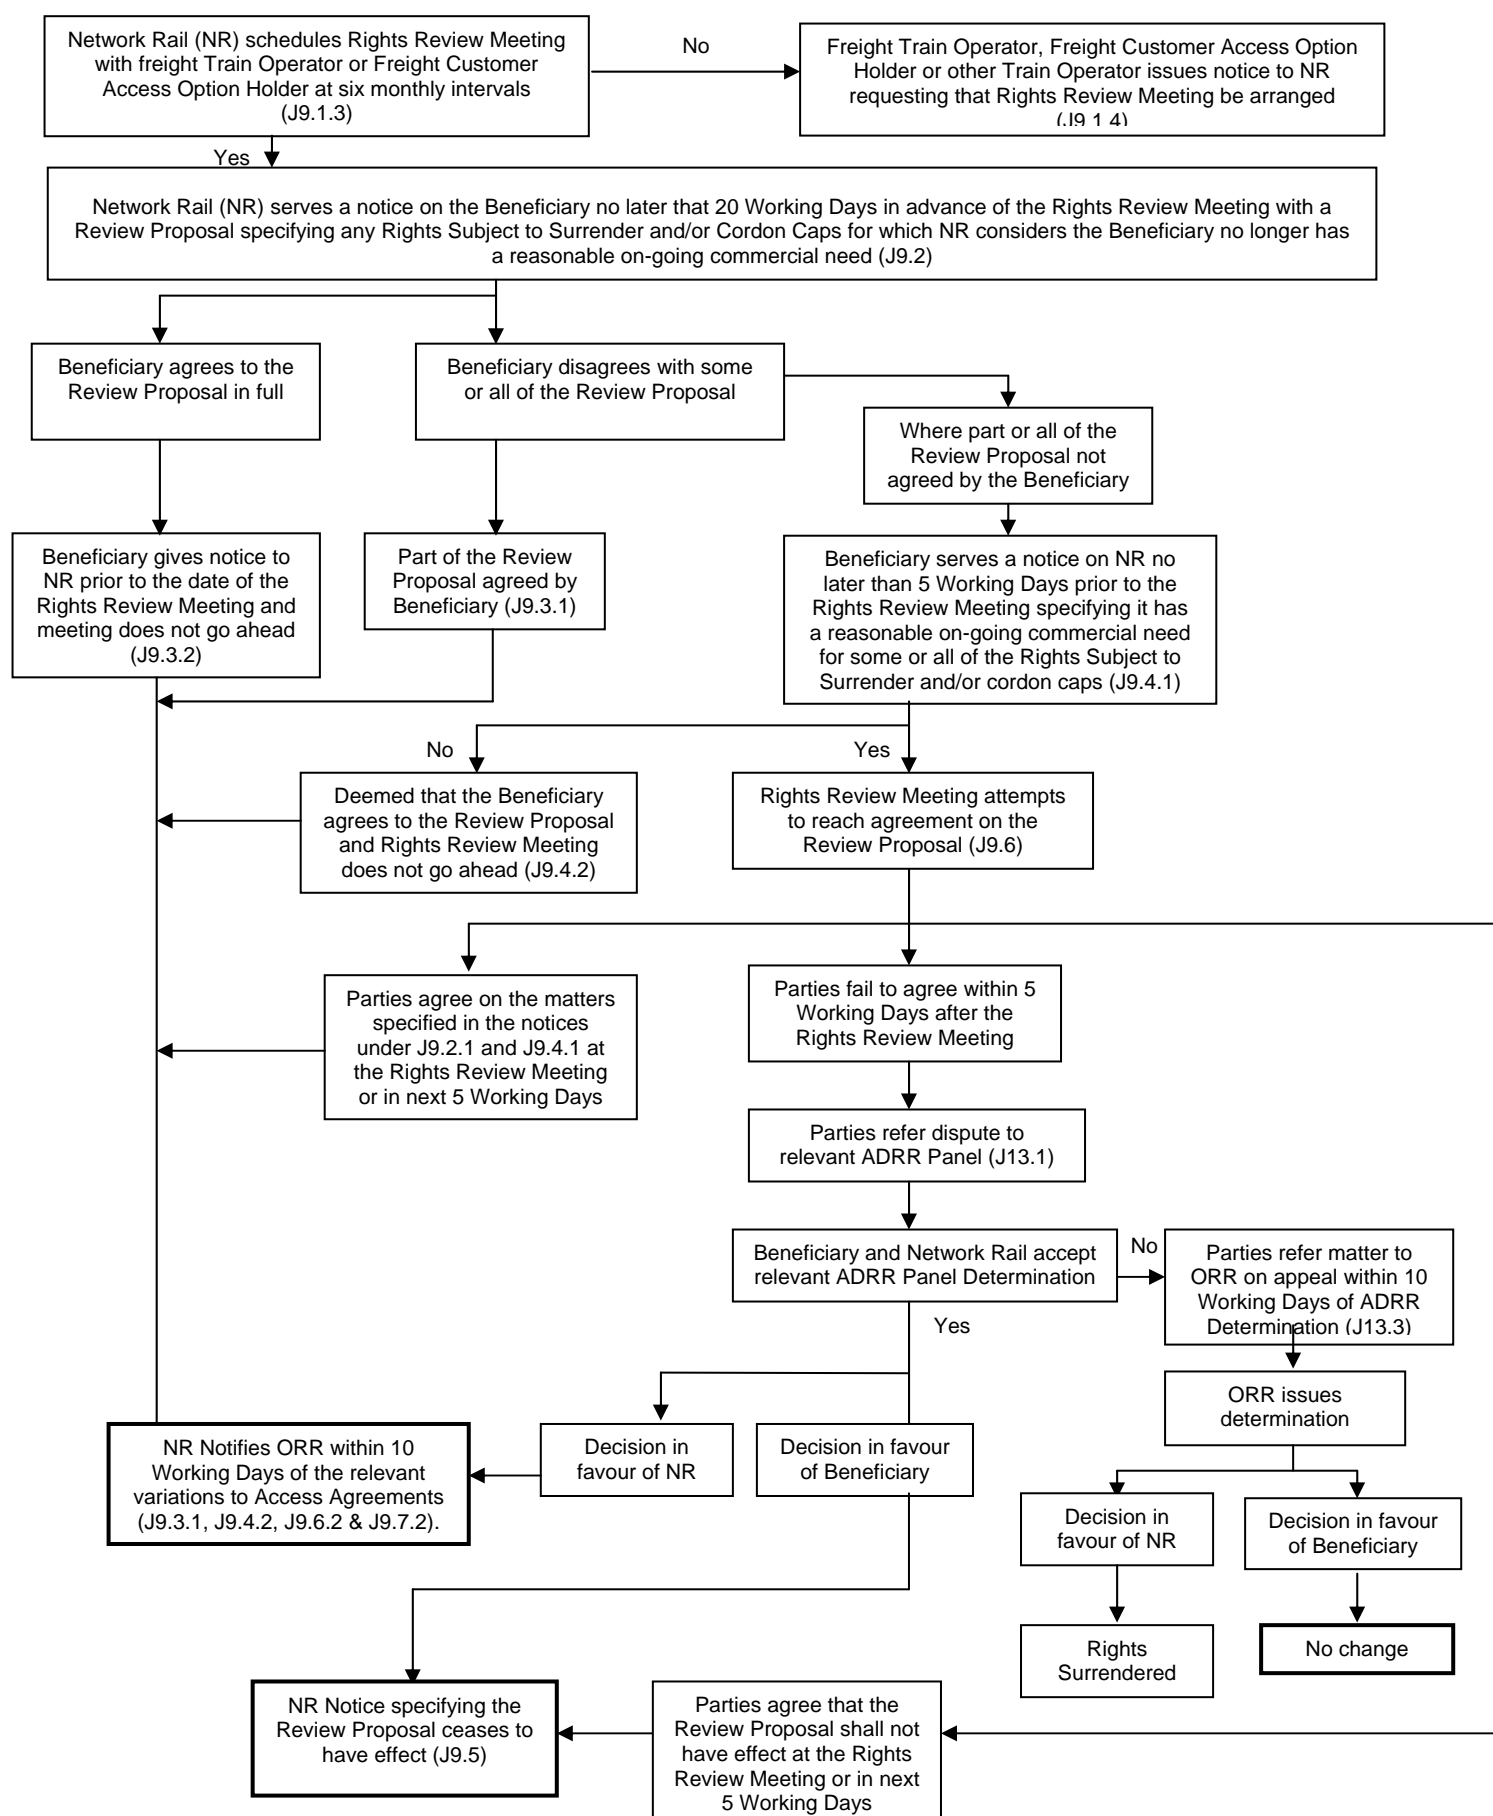 Network Rail (NR) schedules Rights Review Meeting
with freight Train Operator or Freight Customer
Access Option Holder at six monthly intervals
(J9.1.3)
No
Freight Train Operator, Freight Customer Access Option
Holder or other Train Operator issues notice to NR
requesting that Rights Review Meeting be arranged
(J9.1.4)
Yes
Network Rail (NR) serves a notice on the Beneficiary no later that 20 Working Days in advance of the Rights Review Meeting with a
Review Proposal specifying any Rights Subject to Surrender and/or Cordon Caps for which NR considers the Beneficiary no longer has
a reasonable on-going commercial need (J9.2)
Beneficiary agrees to the
Review Proposal in full
Beneficiary disagrees with some
or all of the Review Proposal
Where part or all of the
Review Proposal not
agreed by the Beneficiary
Beneficiary gives notice to
NR prior to the date of the
Rights Review Meeting and
meeting does not go ahead
(J9.3.2)
Part of the Review
Proposal agreed by
Beneficiary (J9.3.1)
Beneficiary serves a notice on NR no
later than 5 Working Days prior to the
Rights Review Meeting specifying it has
a reasonable on-going commercial need
for some or all of the Rights Subject to
Surrender and/or cordon caps (J9.4.1)
No
Yes
Deemed that the Beneficiary
agrees to the Review Proposal
and Rights Review Meeting
does not go ahead (J9.4.2)
Rights Review Meeting attempts
to reach agreement on the
Review Proposal (J9.6)
Parties agree on the matters
specified in the notices
under J9.2.1 and J9.4.1 at
the Rights Review Meeting
or in next 5 Working Days
Parties fail to agree within 5
Working Days after the
Rights Review Meeting
Parties refer dispute to
relevant ADRR Panel (J13.1)
Beneficiary and Network Rail accept
relevant ADRR Panel Determination
No
Parties refer matter to
ORR on appeal within 10
Working Days of ADRR
Determination (J13.3)
Yes
ORR issues
determination
NR Notifies ORR within 10
Working Days of the relevant
variations to Access Agreements
(J9.3.1, J9.4.2, J9.6.2 & J9.7.2).
Decision in
favour of NR
Decision in favour
of Beneficiary
Decision in
favour of NR
Decision in favour
of Beneficiary
Rights
Surrendered
No change
NR Notice specifying the
Review Proposal ceases to
have effect (J9.5)
Parties agree that the
Review Proposal shall not
have effect at the Rights
Review Meeting or in next
5 Working Days